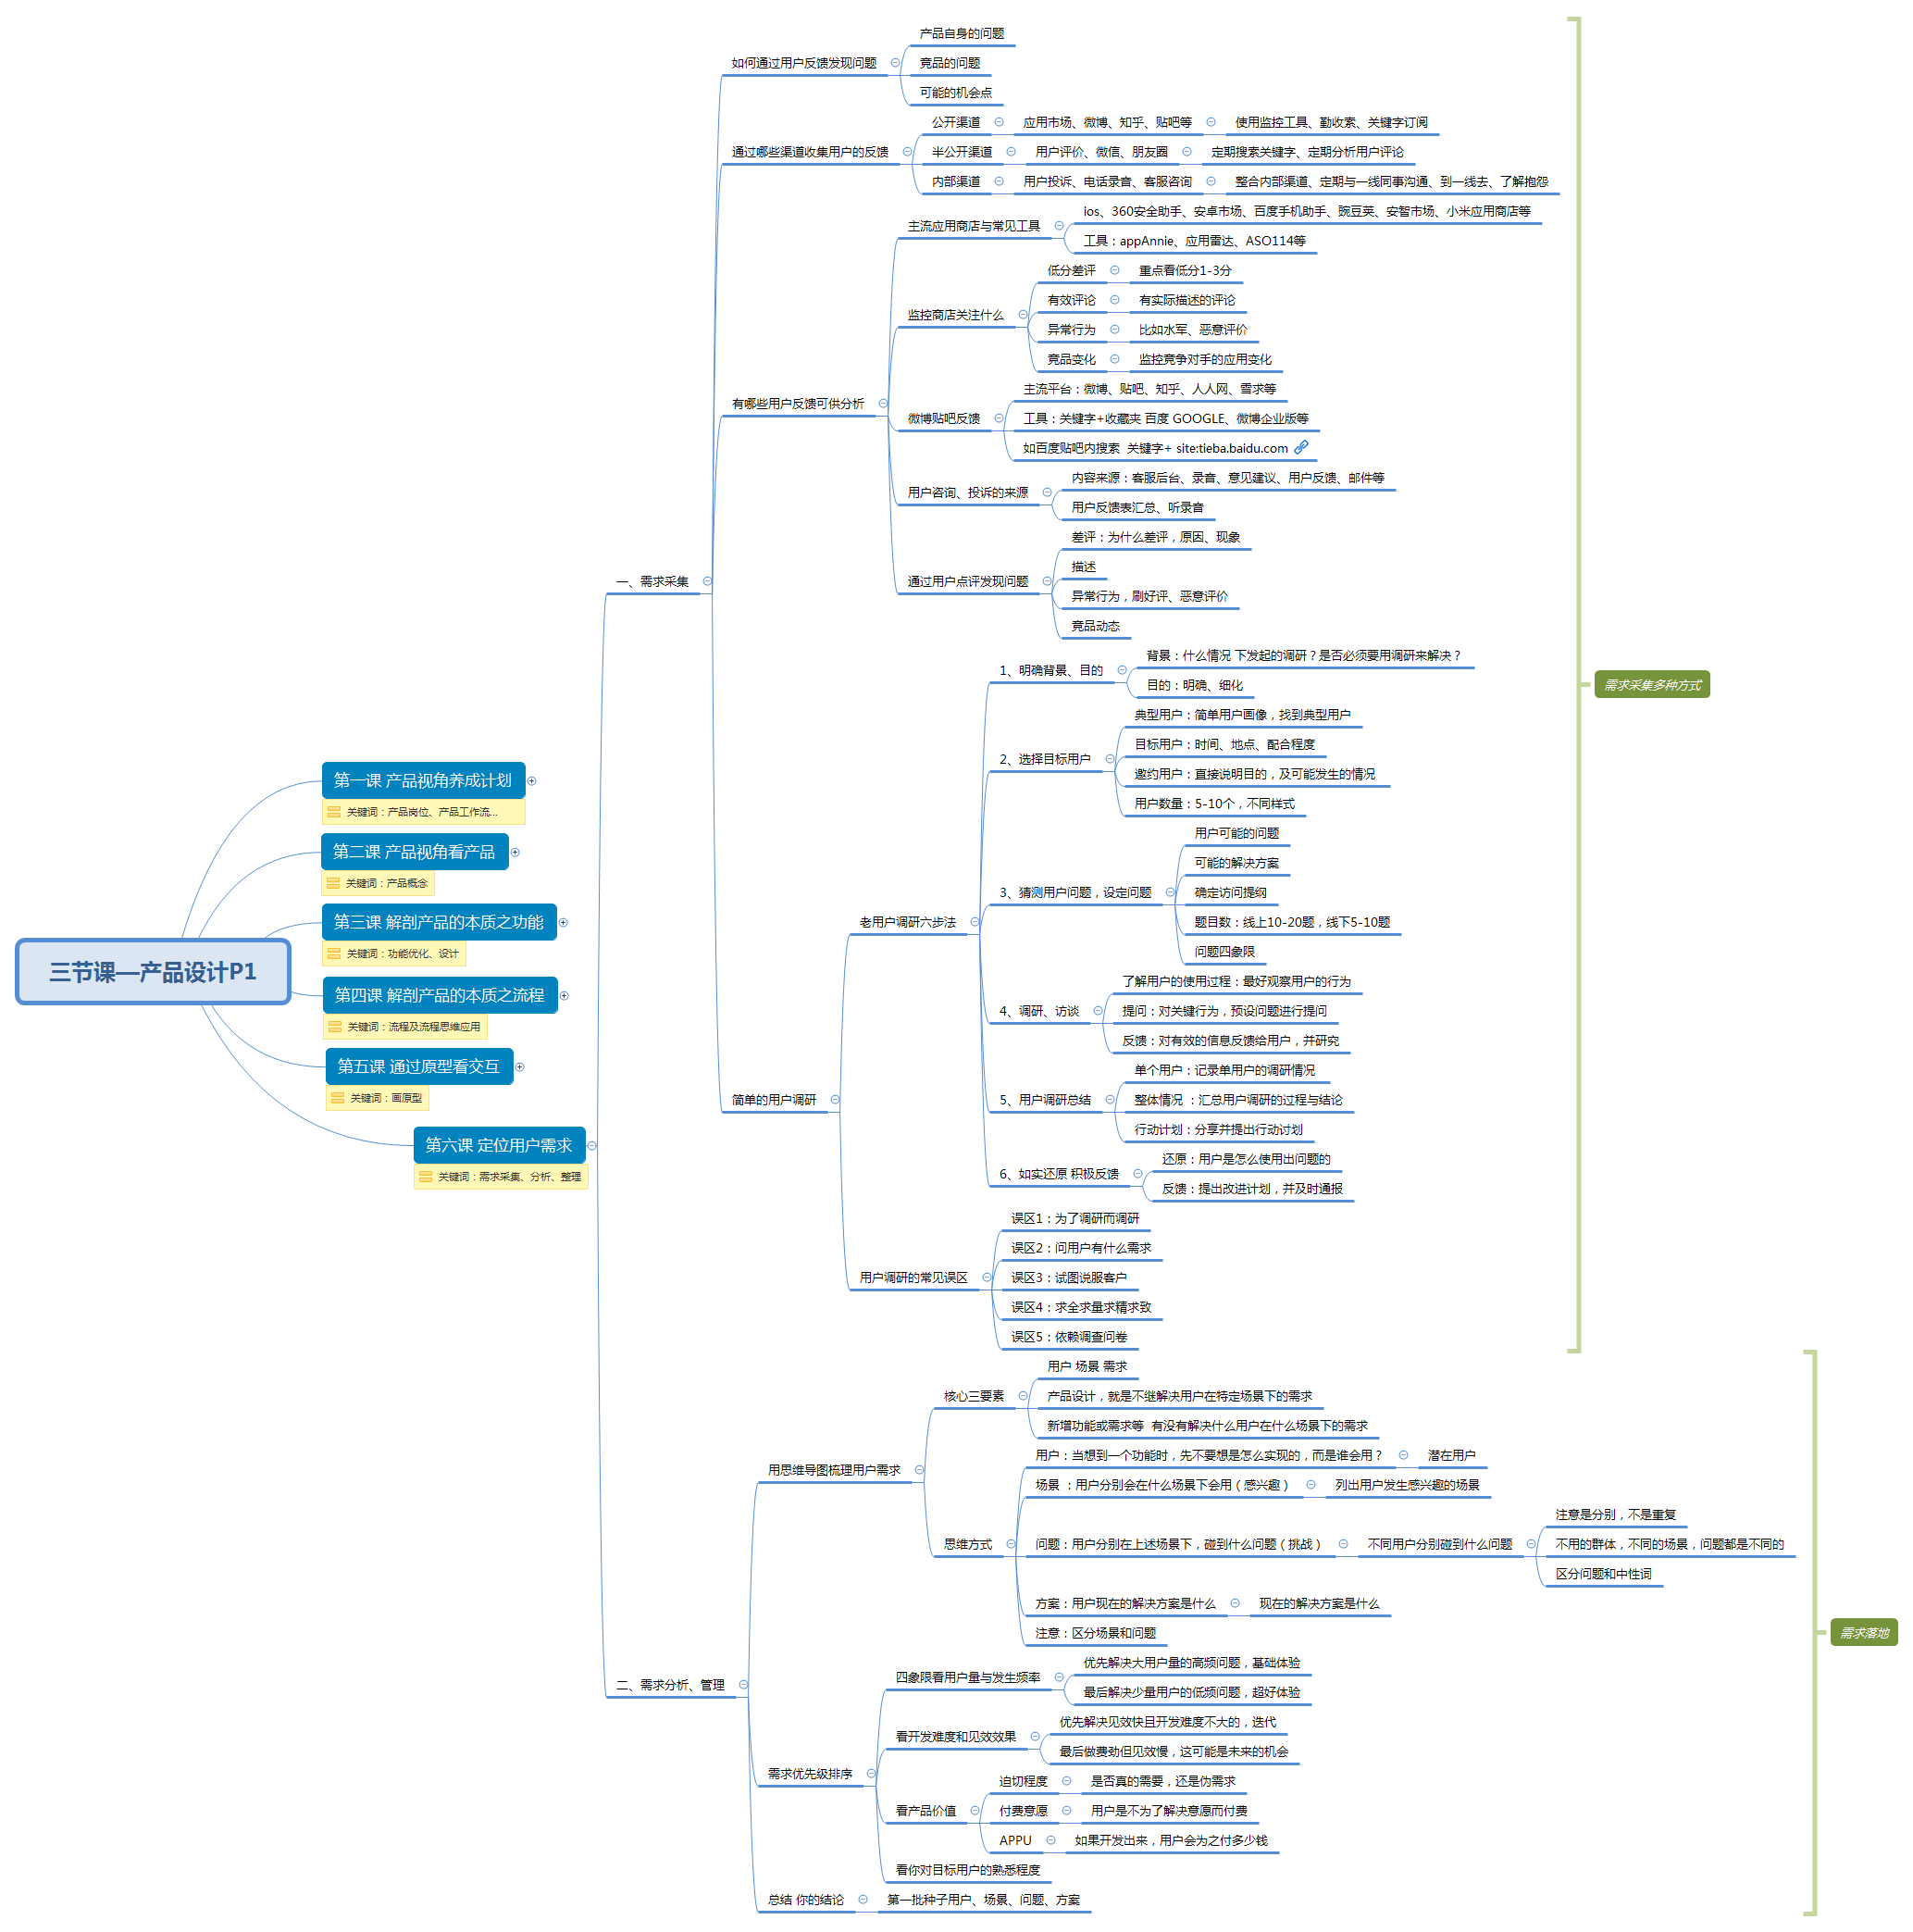 三节课—产品设计P1
第一课 产品视角养成计划
关键词：产品岗位、产品工作流...
第二课 产品视角看产品
关键词：产品概念
第三课 解剖产品的本质之功能
关键词：功能优化、设计
第四课 解剖产品的本质之流程
关键词：流程及流程思维应用
第五课 通过原型看交互
关键词：画原型
第六课 定位用户需求
关键词：需求采集、分析、整理
一、需求采集
如何通过用户反馈发现问题
产品自身的问题
竞品的问题
可能的机会点
通过哪些渠道收集用户的反馈
公开渠道
应用市场、微博、知乎、贴吧等
使用监控工具、勤收索、关键字订阅
半公开渠道
用户评价、微信、朋友圈
定期搜索关键字、定期分析用户评论
内部渠道
用户投诉、电话录音、客服咨询
整合内部渠道、定期与一线同事沟通、到一线去、了解抱怨
有哪些用户反馈可供分析
主流应用商店与常见工具
ios、360安全助手、安卓市场、百度手机助手、豌豆荚、安智市场、小米应用商店等
工具：appAnnie、应用雷达、ASO114等
监控商店关注什么
低分差评
重点看低分1-3分
有效评论
有实际描述的评论
异常行为
比如水军、恶意评价
竞品变化
监控竞争对手的应用变化
微博贴吧反馈
主流平台：微博、贴吧、知乎、人人网、雪求等
工具：关键字+收藏夹 百度 GOOGLE、微博企业版等
如百度贴吧内搜索 关键字+ site:tieba.baidu.com
用户咨询、投诉的来源
内容来源：客服后台、录音、意见建议、用户反馈、邮件等
用户反馈表汇总、听录音
通过用户点评发现问题
差评：为什么差评，原因、现象
描述
异常行为，刷好评、恶意评价
竞品动态
简单的用户调研
老用户调研六步法
1、明确背景、目的
背景：什么情况 下发起的调研？是否必须要用调研来解决？
目的：明确、细化
2、选择目标用户
典型用户：简单用户画像，找到典型用户
目标用户：时间、地点、配合程度
邀约用户：直接说明目的，及可能发生的情况
用户数量：5-10个，不同样式
3、猜测用户问题，设定问题
用户可能的问题
可能的解决方案
确定访问提纲
题目数：线上10-20题，线下5-10题
问题四象限
4、调研、访谈
了解用户的使用过程：最好观察用户的行为
提问：对关键行为，预设问题进行提问
反馈：对有效的信息反馈给用户，并研究
5、用户调研总结
单个用户：记录单用户的调研情况
整体情况 ：汇总用户调研的过程与结论
行动计划：分享并提出行动讨划
6、如实还原 积极反馈
还原：用户是怎么使用出问题的
反馈：提出改进计划，并及时通报
用户调研的常见误区
误区1：为了调研而调研
误区2：问用户有什么需求
误区3：试图说服客户
误区4：求全求量求精求致
误区5：依赖调查问卷
需求采集多种方式
二、需求分析、管理
用思维导图梳理用户需求
核心三要素
用户 场景 需求
产品设计，就是不继解决用户在特定场景下的需求
新增功能或需求等 有没有解决什么用户在什么场景下的需求
思维方式
用户：当想到一个功能时，先不要想是怎么实现的，而是谁会用？
潜在用户
场景 ：用户分别会在什么场景下会用（感兴趣）
列出用户发生感兴趣的场景
问题：用户分别在上述场景下，碰到什么问题（挑战）
不同用户分别碰到什么问题
注意是分别，不是重复
不用的群体，不同的场景，问题都是不同的
区分问题和中性词
方案：用户现在的解决方案是什么
现在的解决方案是什么
注意：区分场景和问题
需求优先级排序
四象限看用户量与发生频率
优先解决大用户量的高频问题，基础体验
最后解决少量用户的低频问题，超好体验
看开发难度和见效效果
优先解决见效快且开发难度不大的，迭代
最后做费劲但见效慢，这可能是未来的机会
看产品价值
迫切程度
是否真的需要，还是伪需求
付费意愿
用户是不为了解决意愿而付费
APPU
如果开发出来，用户会为之付多少钱
看你对目标用户的熟悉程度
总结 你的结论
第一批种子用户、场景、问题、方案
需求落地